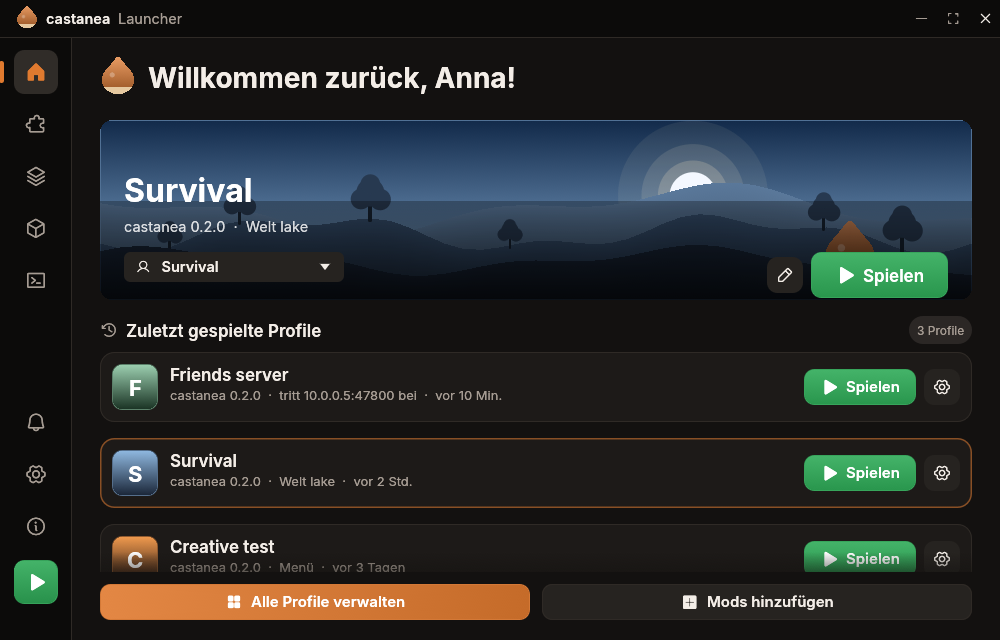 castanea Launcher
Willkommen zurück, Anna!
Survival
castanea 0.2.0 · Welt lake
Survival
Spielen
Zuletzt gespielte Profile
3 Profile
F
Friends server
castanea 0.2.0 · tritt 10.0.0.5:47800 bei · vor 10 Min.
Spielen
S
Survival
castanea 0.2.0 · Welt lake · vor 2 Std.
Spielen
C
Creative test
castanea 0.2.0 · Menü · vor 3 Tagen
Spielen
Alle Profile verwalten
Mods hinzufügen